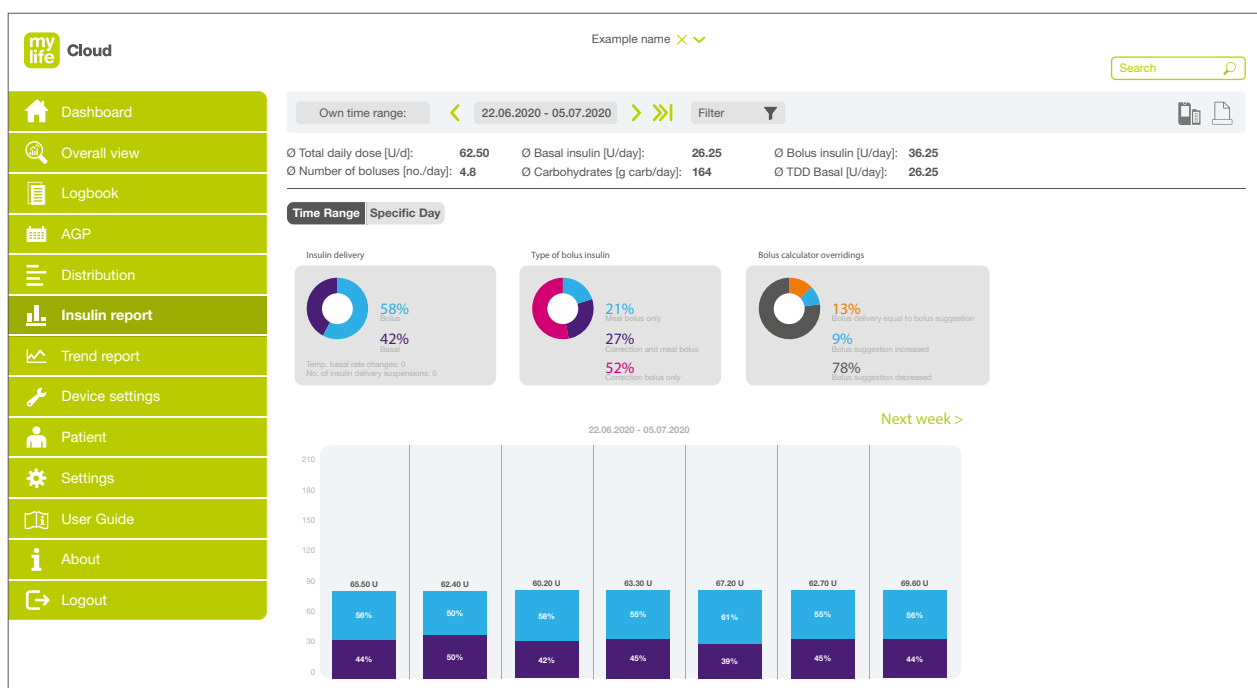 my life Cloud
Example name
Search
Dashboard
Overall view
Logbook
AGP
Distribution
Insulin report
Trend report
Device settings
Patient
Settings
User Guide
About
Logout
Own time range: 22.06.2020 - 05.07.2020 Filter
Ø Total daily dose [U/d]: 62.50 Ø Basal insulin [U/day]: 26.25 Ø Bolus insulin [U/day]: 36.25
Ø Number of boluses [no./day]: 4.8 Ø Carbohydrates [g carb/day]: 164 Ø TDD Basal [U/day]: 26.25
Time Range Specific Day
Insulin delivery
58%
Bolus
42%
Basal
Temp. basal rate changes: 0
No. of insulin delivery suspensions: 0
Type of bolus insulin
21%
Meal bolus only
27%
Correction and meal bolus
52%
Correction bolus only
Bolus calculator overridings
13%
Bolus delivery equal to bolus suggestion
9%
Bolus suggestion increased
78%
Bolus suggestion decreased
Next week >
22.06.2020 - 05.07.2020
210
180
150
120
90
60
30
0
65.50 U 62.40 U 60.20 U 63.30 U 67.20 U 62.70 U 69.60 U
56% 50% 58% 55% 61% 55% 56%
44% 50% 42% 45% 39% 45% 44%